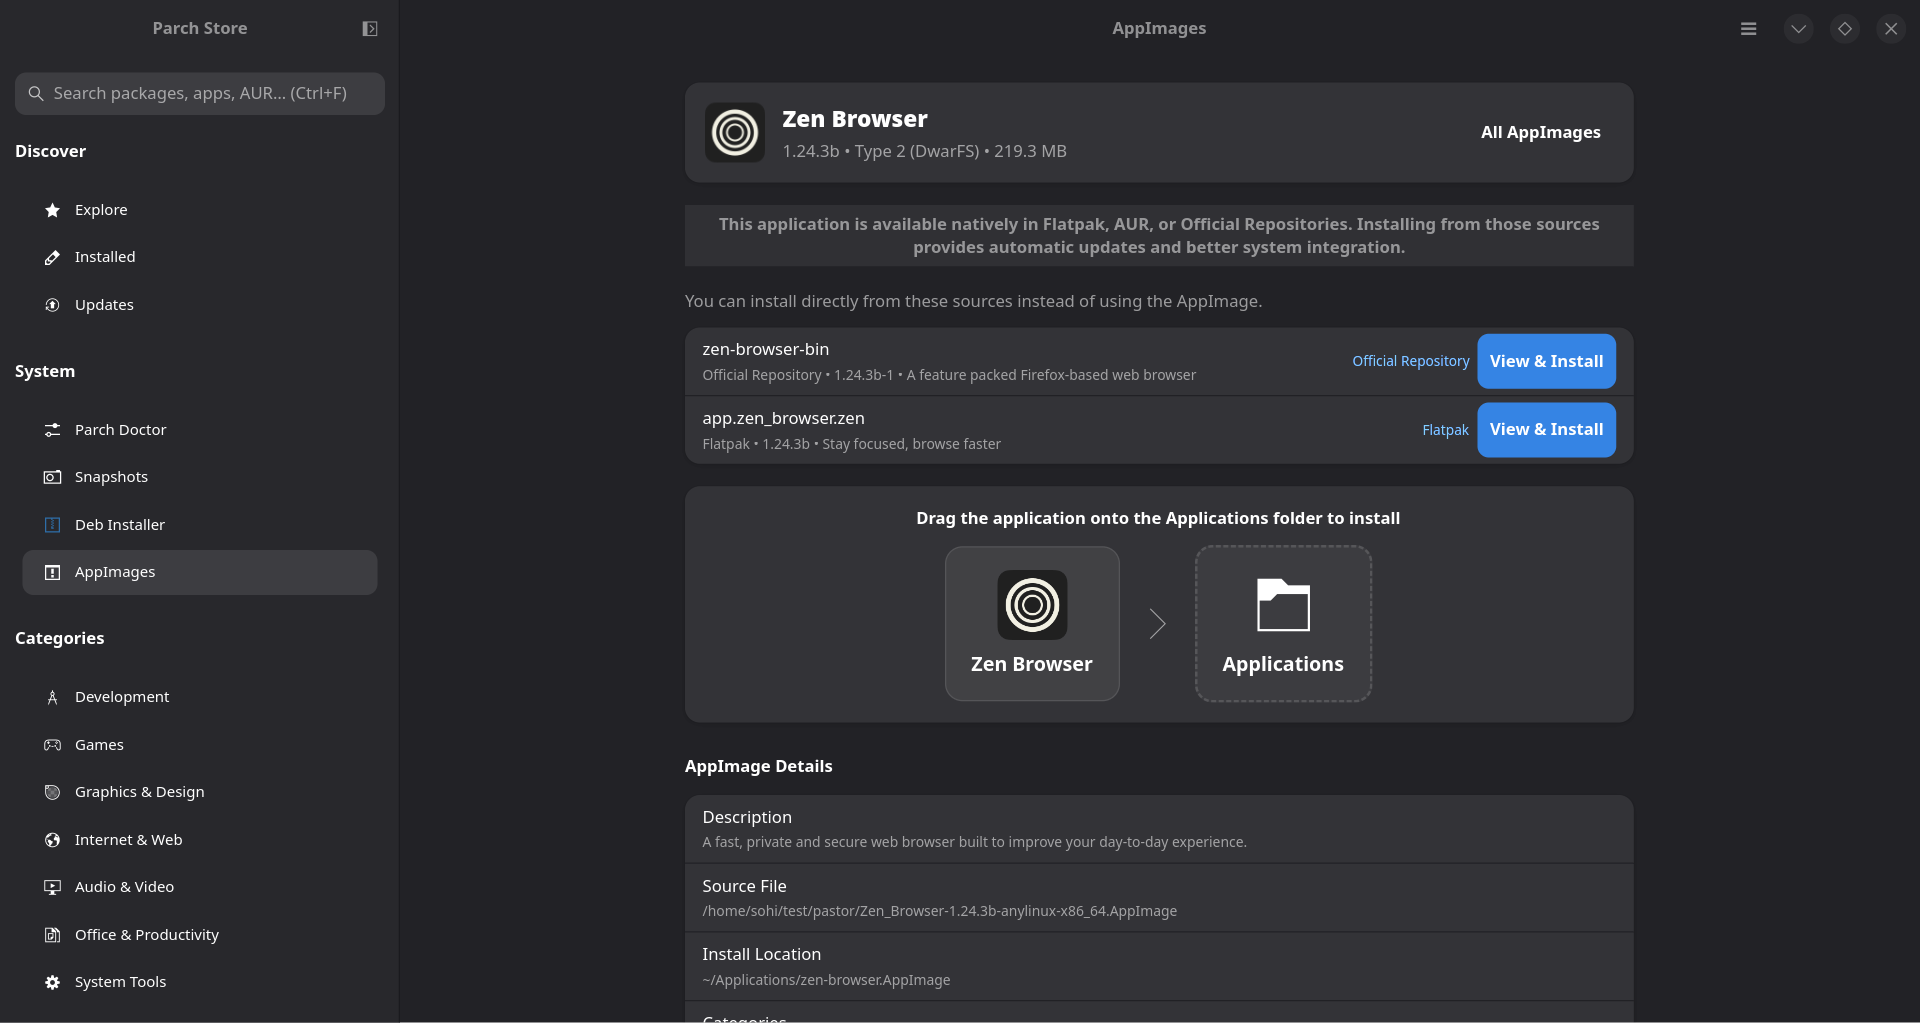 Parch Store
Search packages, apps, AUR... (Ctrl+F)
Discover
Explore
Installed
Updates
System
Parch Doctor
Snapshots
Deb Installer
AppImages
Categories
Development
Games
Graphics & Design
Internet & Web
Audio & Video
Office & Productivity
System Tools
AppImages
Zen Browser
1.24.3b • Type 2 (DwarFS) • 219.3 MB
All AppImages
This application is available natively in Flatpak, AUR, or Official Repositories. Installing from those sources
provides automatic updates and better system integration.
You can install directly from these sources instead of using the AppImage.
zen-browser-bin
Official Repository • 1.24.3b-1 • A feature packed Firefox-based web browser
Official Repository
View & Install
app.zen_browser.zen
Flatpak • 1.24.3b • Stay focused, browse faster
Flatpak
View & Install
Drag the application onto the Applications folder to install
Zen Browser
Applications
AppImage Details
Description
A fast, private and secure web browser built to improve your day-to-day experience.
Source File
/home/sohi/test/pastor/Zen_Browser-1.24.3b-anylinux-x86_64.AppImage
Install Location
~/Applications/zen-browser.AppImage
Categories